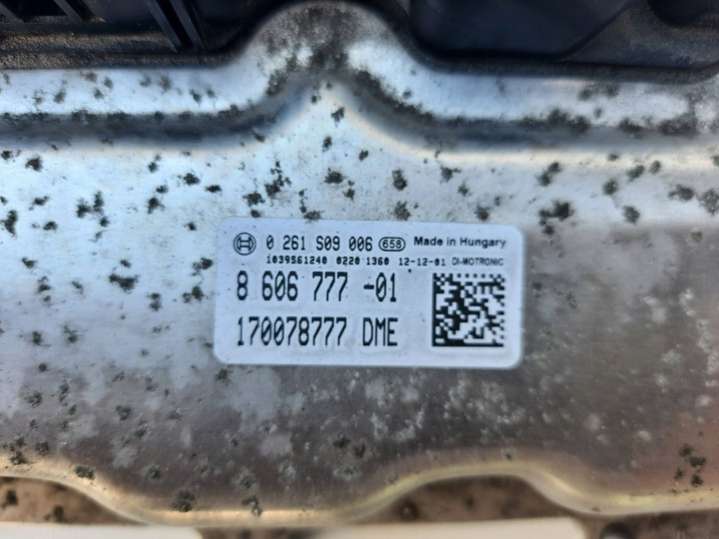 0 261 S09 006 658 Made in Hungary
1039S61240 0220 1360 12-12-01 DI-MOTRONIC
8 606 777 -01
170078777 DME